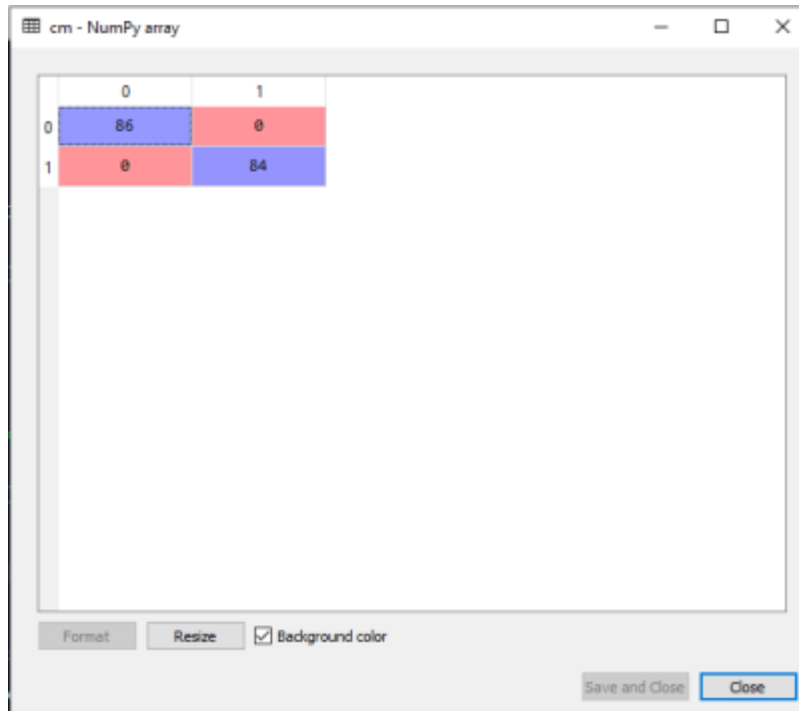 cm - NumPy array
0 1
0 86 0
1 0 84
Format Resize Background color
Save and Close Close